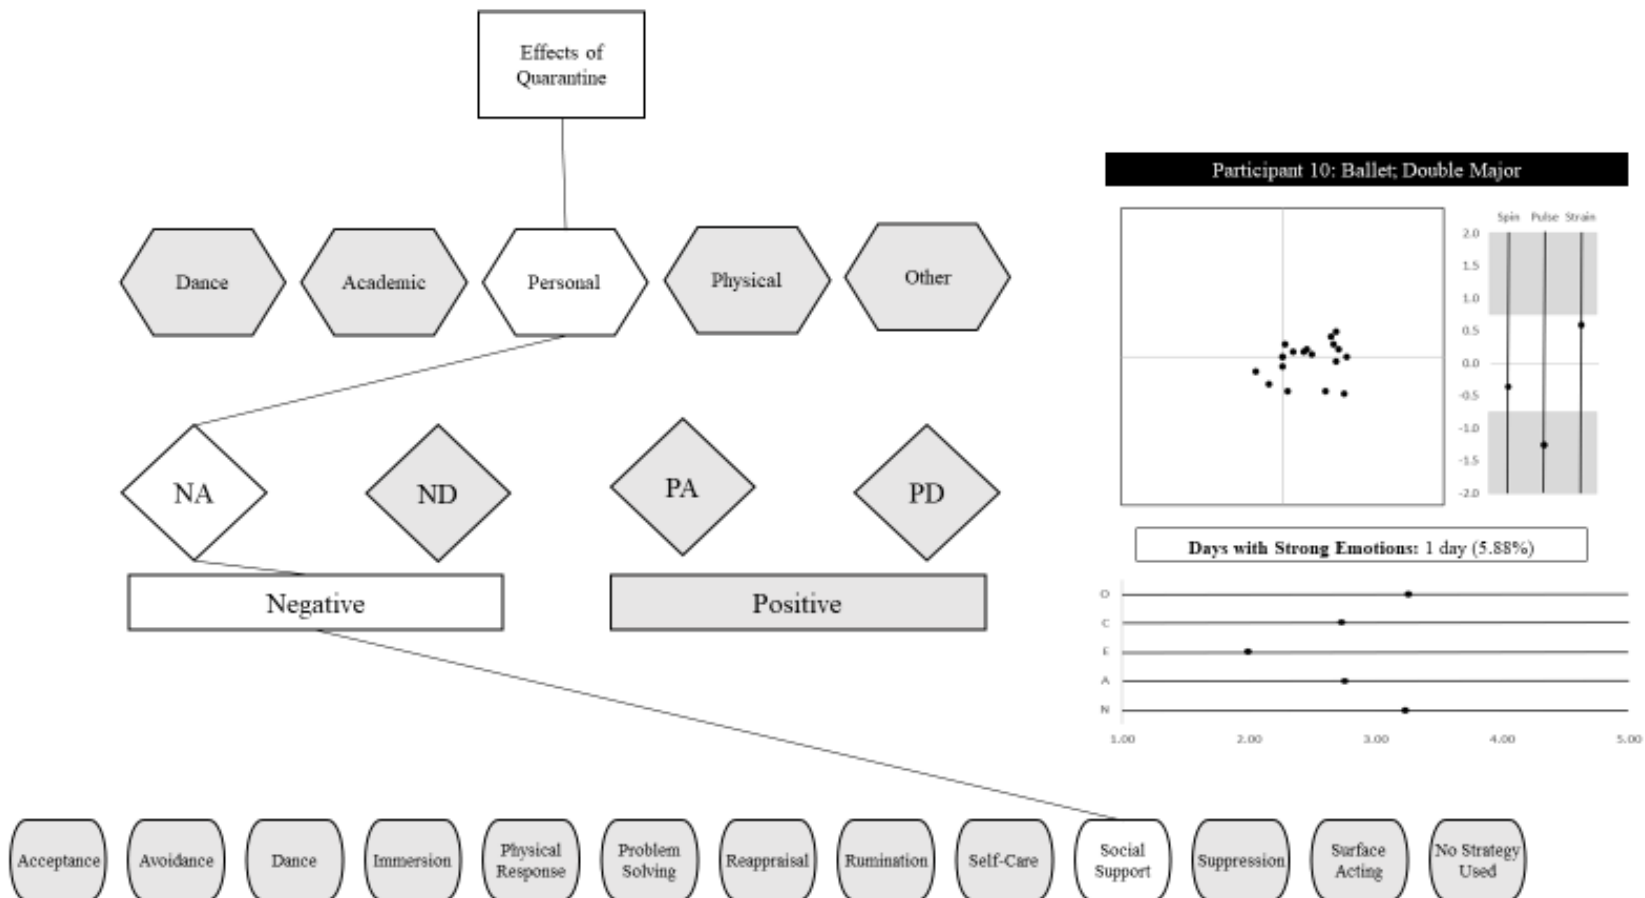 Effects of
Quarantine
Dance
Academic
Personal
Physical
Other
NA
ND
PA
PD
Negative
Positive
Participant 10: Ballet; Double Major
Spin Pulse Strain
2.0
1.5
1.0
0.5
0.0
-0.5
-1.0
-1.5
-2.0
Days with Strong Emotions: 1 day (5.88%)
O
C
E
A
N
1.00 2.00 3.00 4.00 5.00
Acceptance
Avoidance
Dance
Immersion
Physical
Response
Problem
Solving
Reappraisal
Rumination
Self-Care
Social
Support
Suppression
Surface
Acting
No Strategy
Used